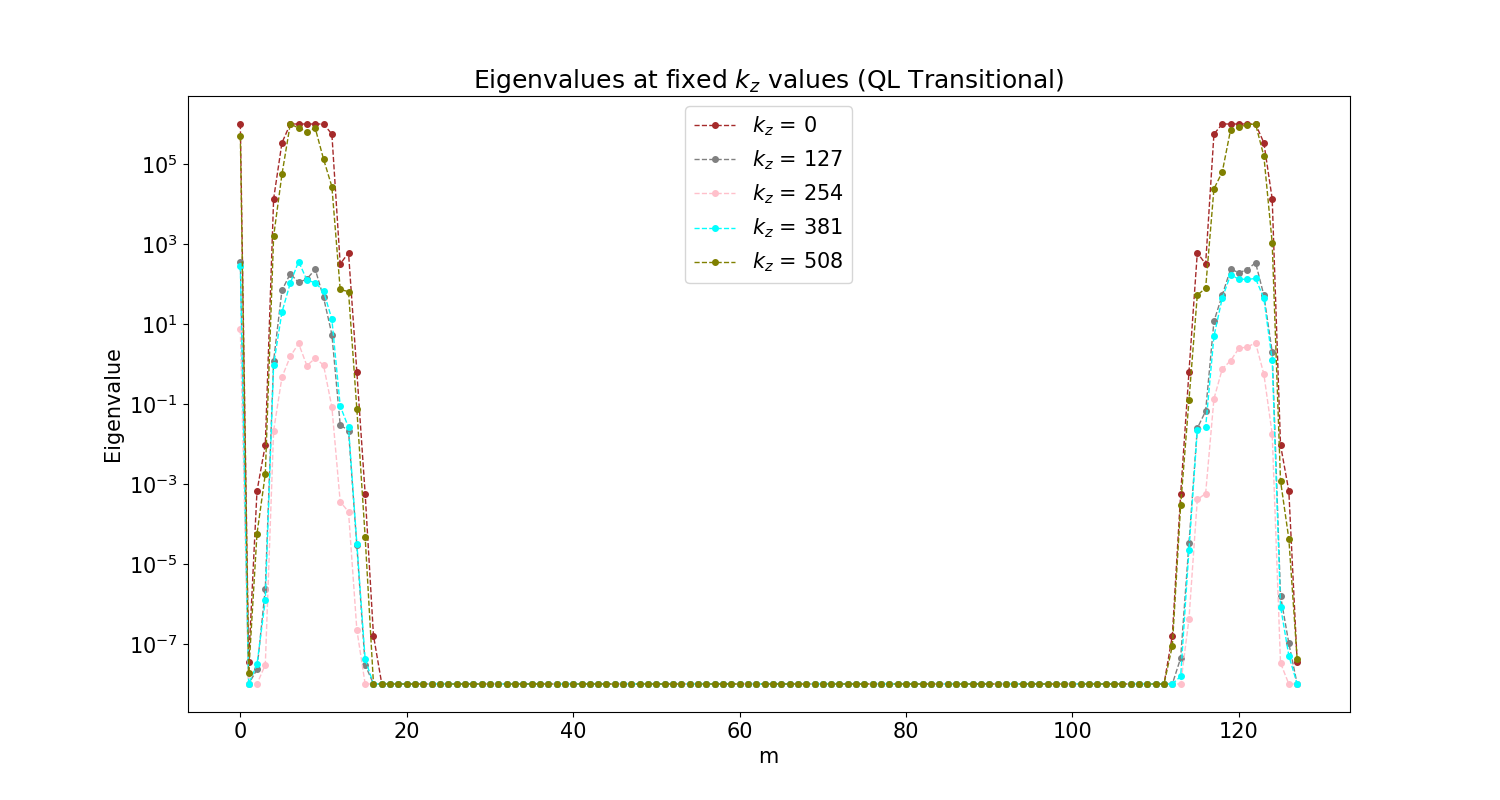 Eigenvalues at fixed $k_z$ values (QL Transitional)
$k_z$ = 0
$k_z$ = 127
$k_z$ = 254
$k_z$ = 381
$k_z$ = 508
Eigenvalue
$10^5$
$10^3$
$10^1$
$10^{-1}$
$10^{-3}$
$10^{-5}$
$10^{-7}$
0 20 40 60 80 100 120
m